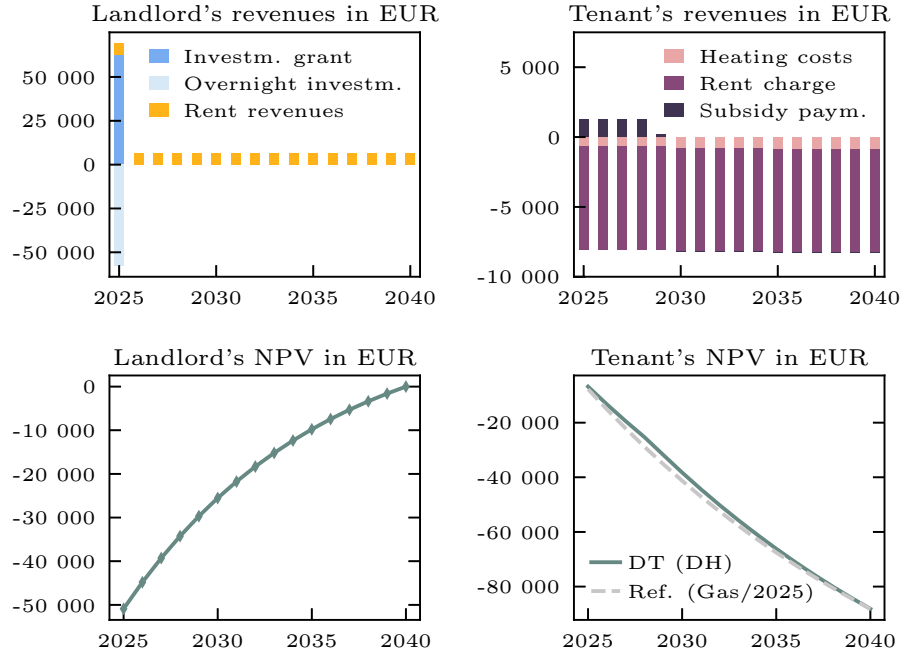 Landlord's revenues in EUR
50 000
25 000
0
-25 000
-50 000
Investm. grant
Overnight investm.
Rent revenues
2025
2030
2035
2040
Tenant's revenues in EUR
5 000
0
-5 000
-10 000
Heating costs
Rent charge
Subsidy paym.
2025
2030
2035
2040
Landlord's NPV in EUR
0
-10 000
-20 000
-30 000
-40 000
-50 000
2025
2030
2035
2040
Tenant's NPV in EUR
-20 000
-40 000
-60 000
-80 000
DT (DH)
Ref. (Gas/2025)
2025
2030
2035
2040